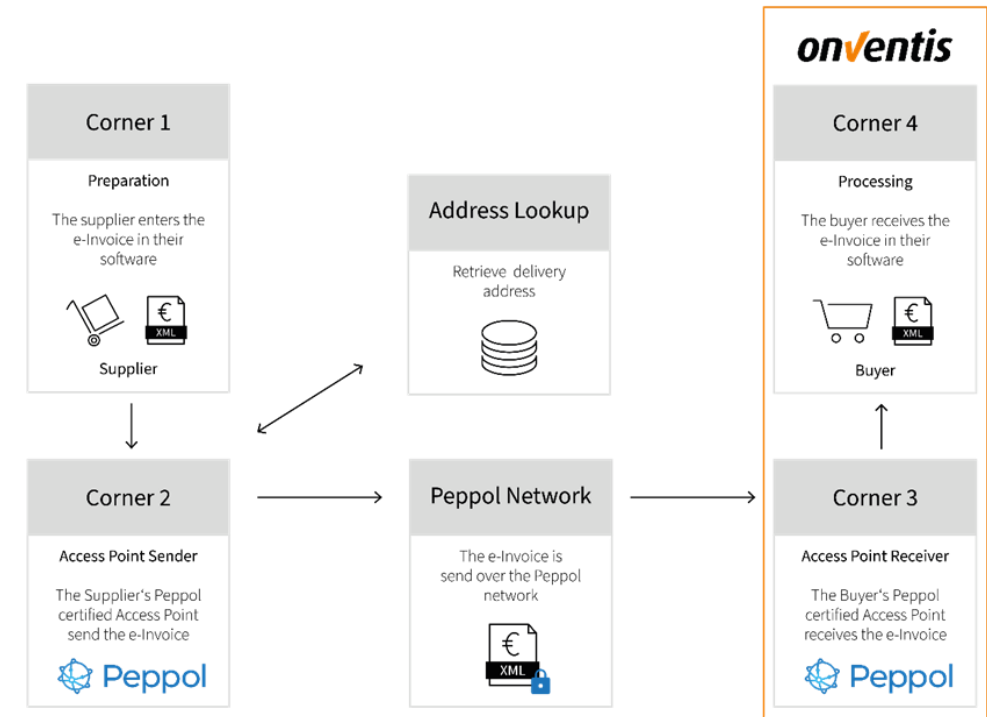 onventis
Corner 1
Preparation
The supplier enters the
e-Invoice in their
software
€
XML
Supplier
Address Lookup
Retrieve delivery
address
Corner 4
Processing
The buyer receives the
e-Invoice in their
software
€
XML
Buyer
Corner 2
Access Point Sender
The Supplier's Peppol
certified Access Point
send the e-Invoice
Peppol
Peppol Network
The e-Invoice is
send over the Peppol
network
€
XML
Corner 3
Access Point Receiver
The Buyer's Peppol
certified Access Point
receives the e-Invoice
Peppol